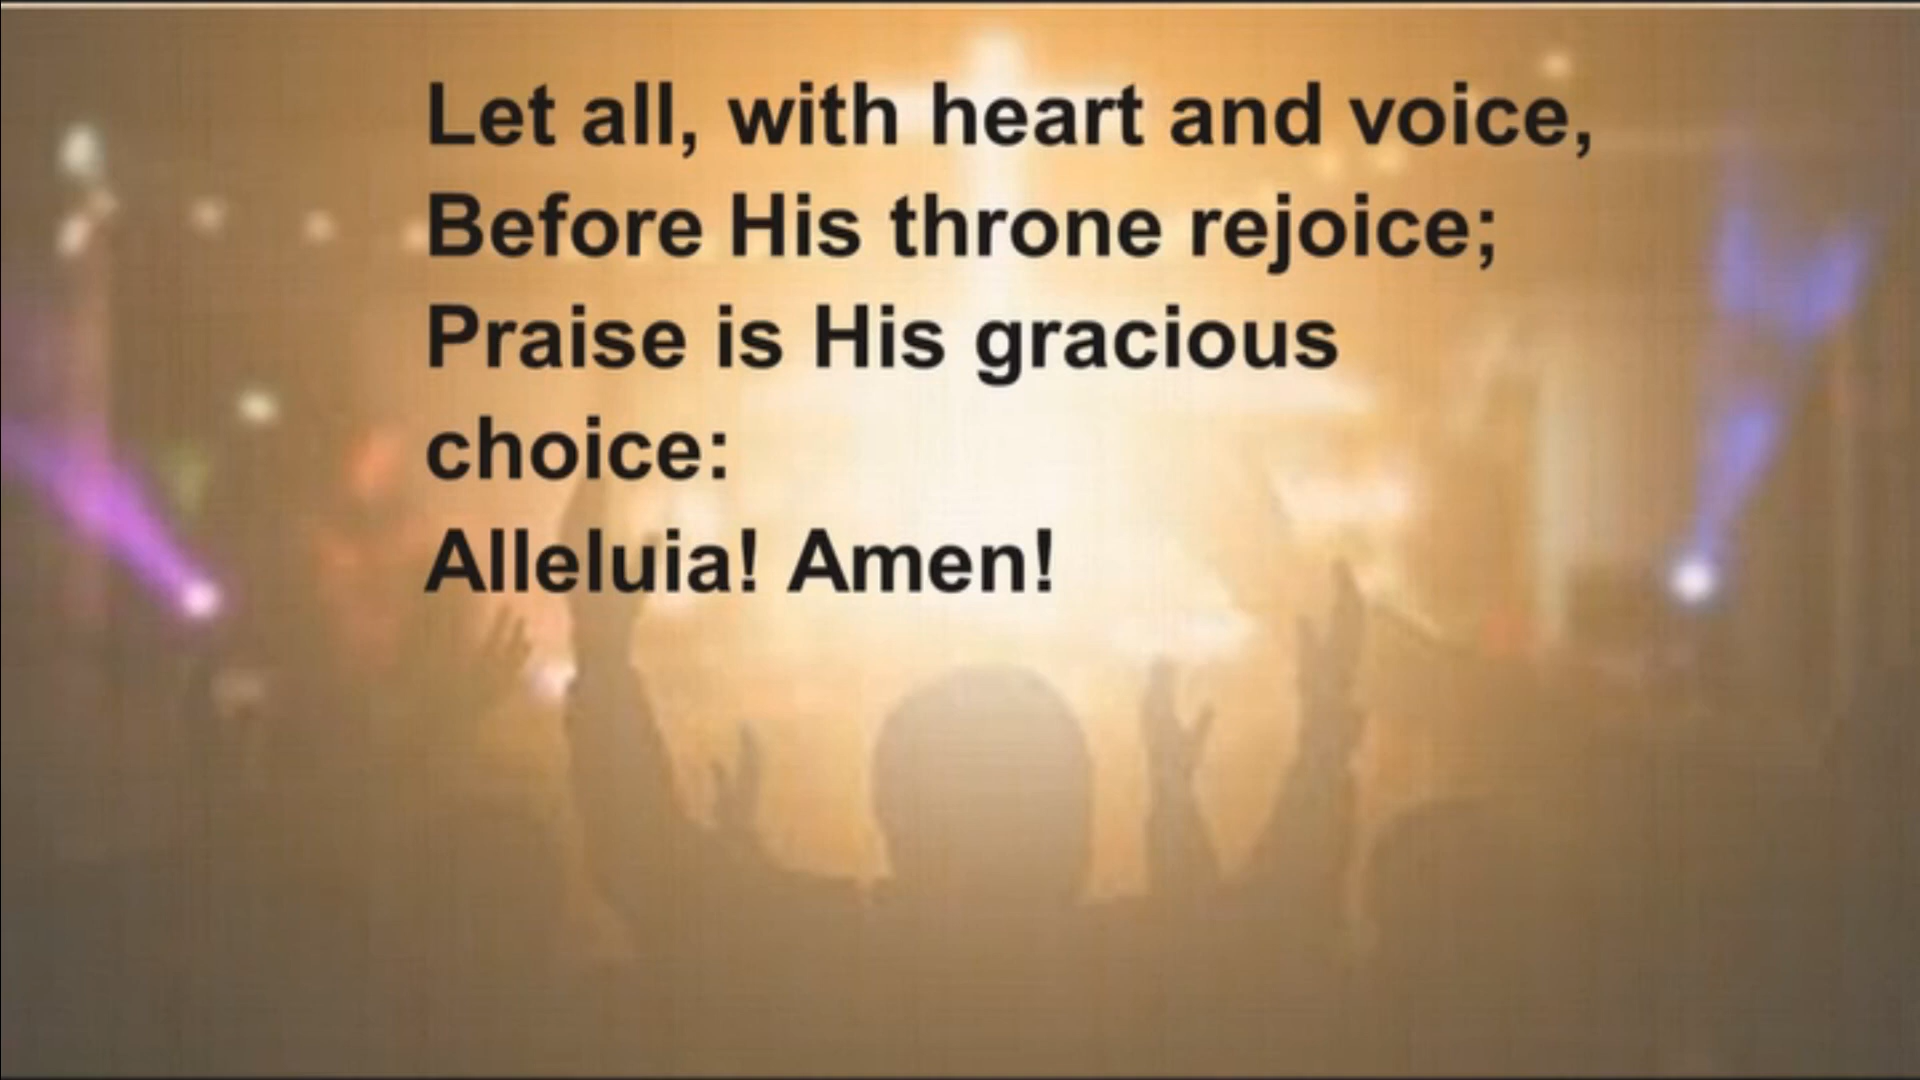 Let all, with heart and voice,
Before His throne rejoice;
Praise is His gracious
choice:
Alleluia! Amen!